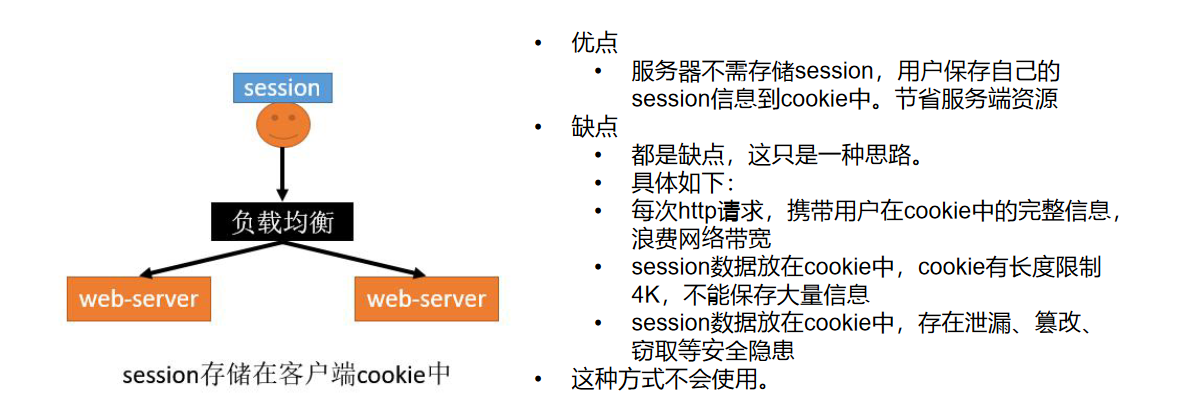 session
负载均衡
web-server
web-server
session存储在客户端cookie中
• 优点
• 服务器不需存储session，用户保存自己的
session信息到cookie中。节省服务端资源
• 缺点
• 都是缺点，这只是一种思路。
• 具体如下：
• 每次http请求，携带用户在cookie中的完整信息，
浪费网络带宽
• session数据放在cookie中，cookie有长度限制
4K，不能保存大量信息
• session数据放在cookie中，存在泄漏、篡改、
窃取等安全隐患
• 这种方式不会使用。